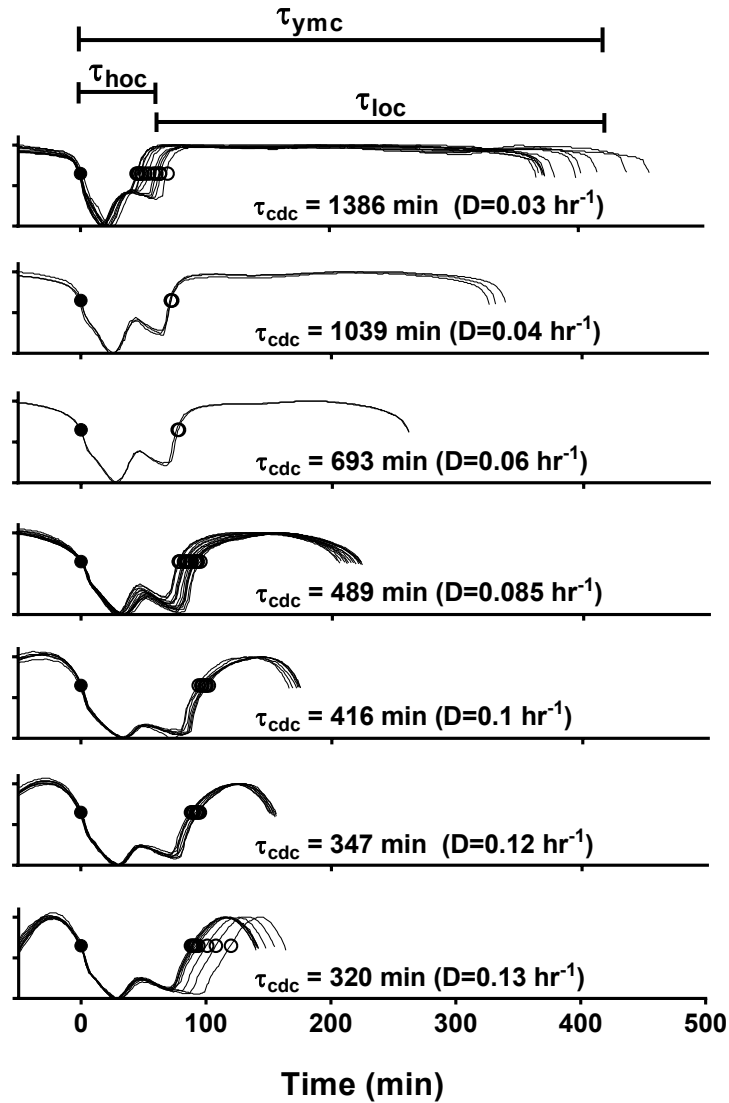 τymc
τhoc
τloc
τcdc = 1386 min (D=0.03 hr-1)
τcdc = 1039 min (D=0.04 hr-1)
τcdc = 693 min (D=0.06 hr-1)
τcdc = 489 min (D=0.085 hr-1)
τcdc = 416 min (D=0.1 hr-1)
τcdc = 347 min (D=0.12 hr-1)
τcdc = 320 min (D=0.13 hr-1)
0 100 200 300 400 500
Time (min)